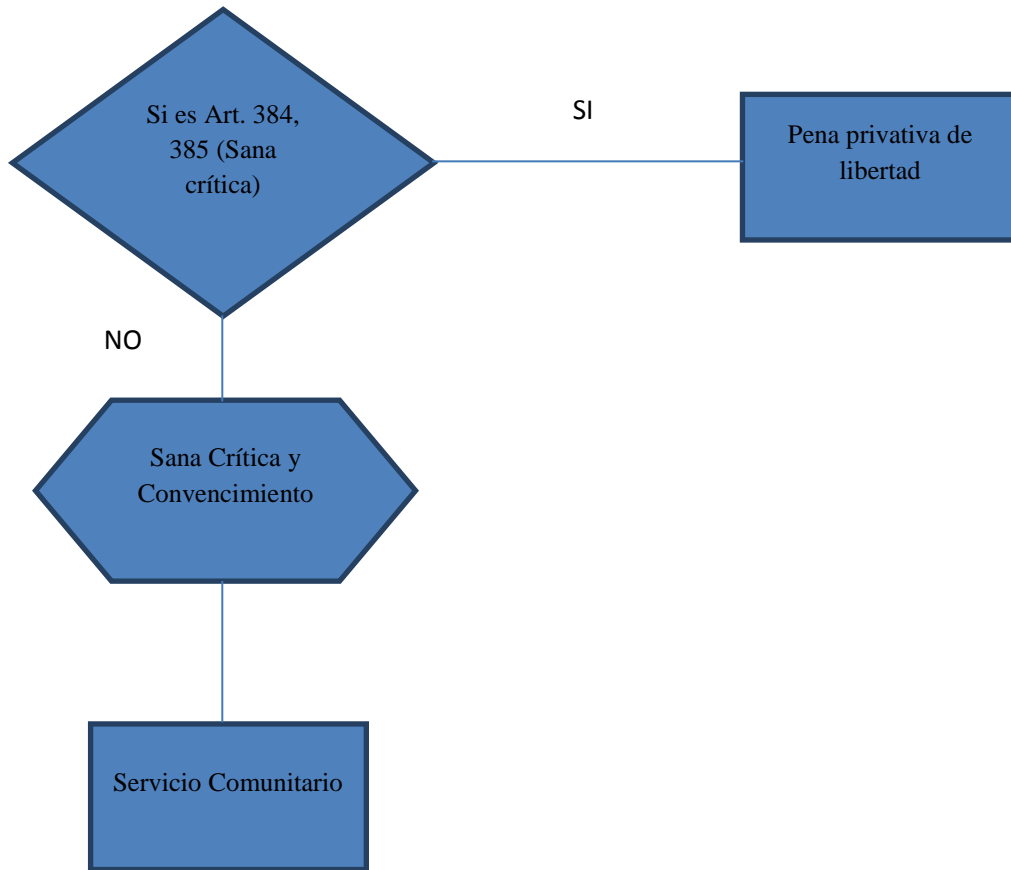 Si es Art. 384,
385 (Sana
crítica)
SI
Pena privativa de
libertad
NO
Sana Crítica y
Convencimiento
Servicio Comunitario